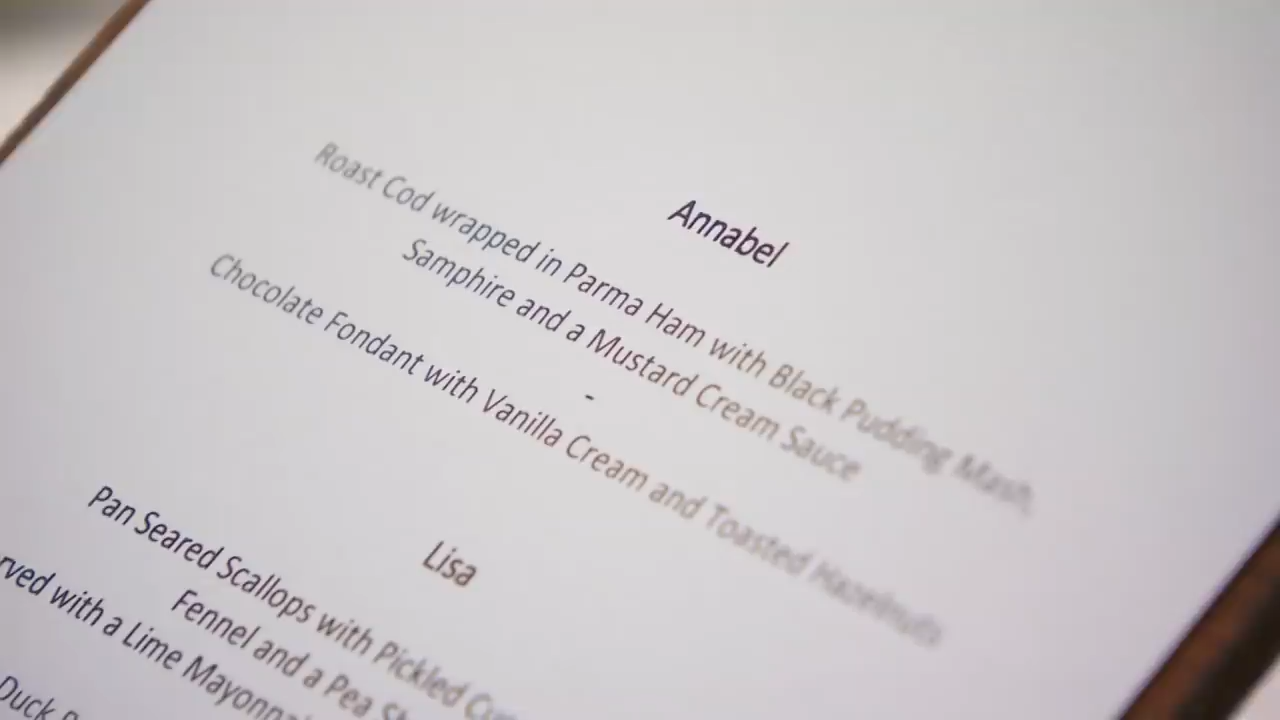 Annabel
Roast Cod wrapped in Parma Ham with Black Pudding Mash,
Samphire and a Mustard Cream Sauce
-
Chocolate Fondant with Vanilla Cream and Toasted Hazelnuts
Lisa
Pan Seared Scallops with Pickled
Fennel and a Pea
with a Lime
Duck